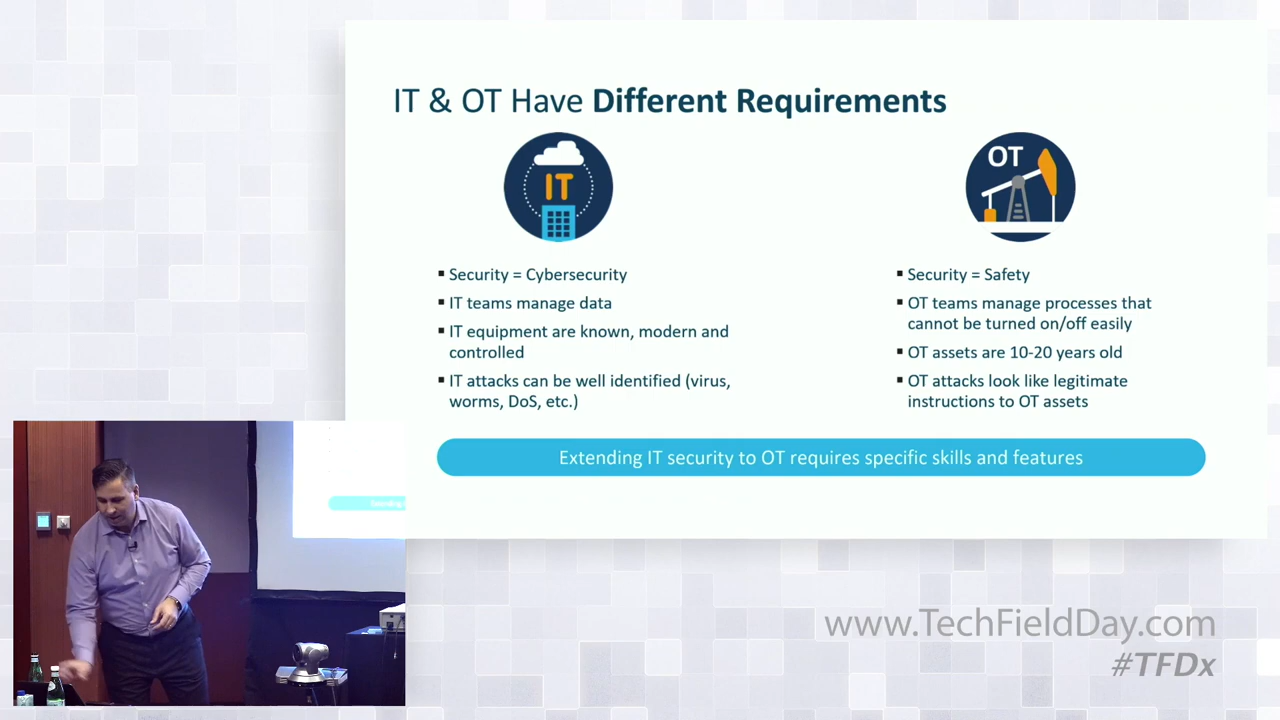 IT & OT Have Different Requirements
IT
OT
▪ Security = Cybersecurity
▪ IT teams manage data
▪ IT equipment are known, modern and
controlled
▪ IT attacks can be well identified (virus,
worms, DoS, etc.)
▪ Security = Safety
▪ OT teams manage processes that
cannot be turned on/off easily
▪ OT assets are 10-20 years old
▪ OT attacks look like legitimate
instructions to OT assets
Extending IT security to OT requires specific skills and features
www.TechFieldDay.com
#TFDx